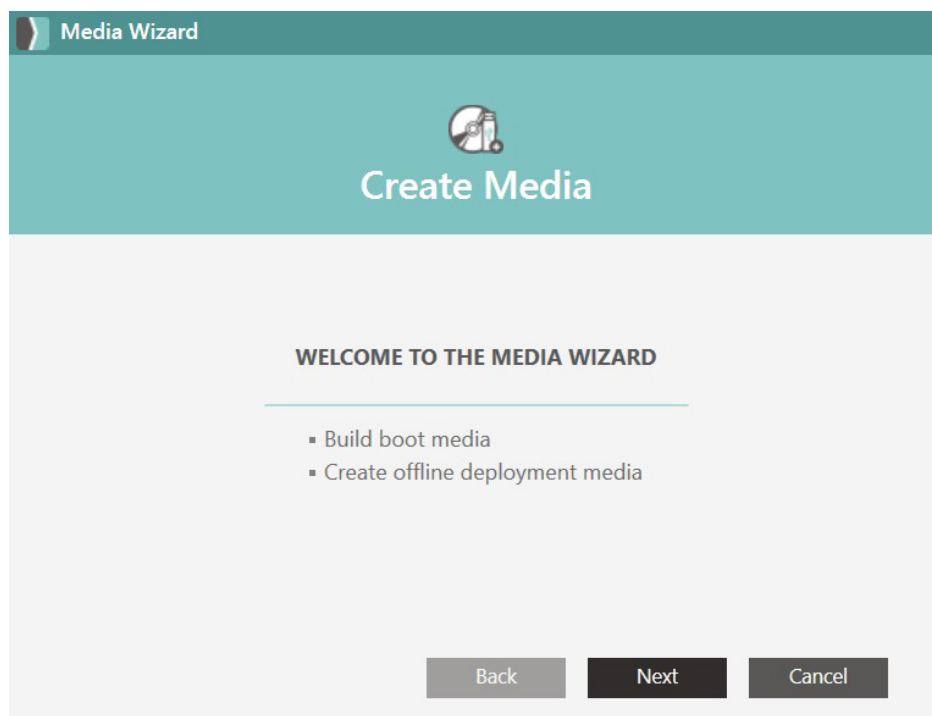 Media Wizard
Create Media
WELCOME TO THE MEDIA WIZARD
▪ Build boot media
▪ Create offline deployment media
Back Next Cancel